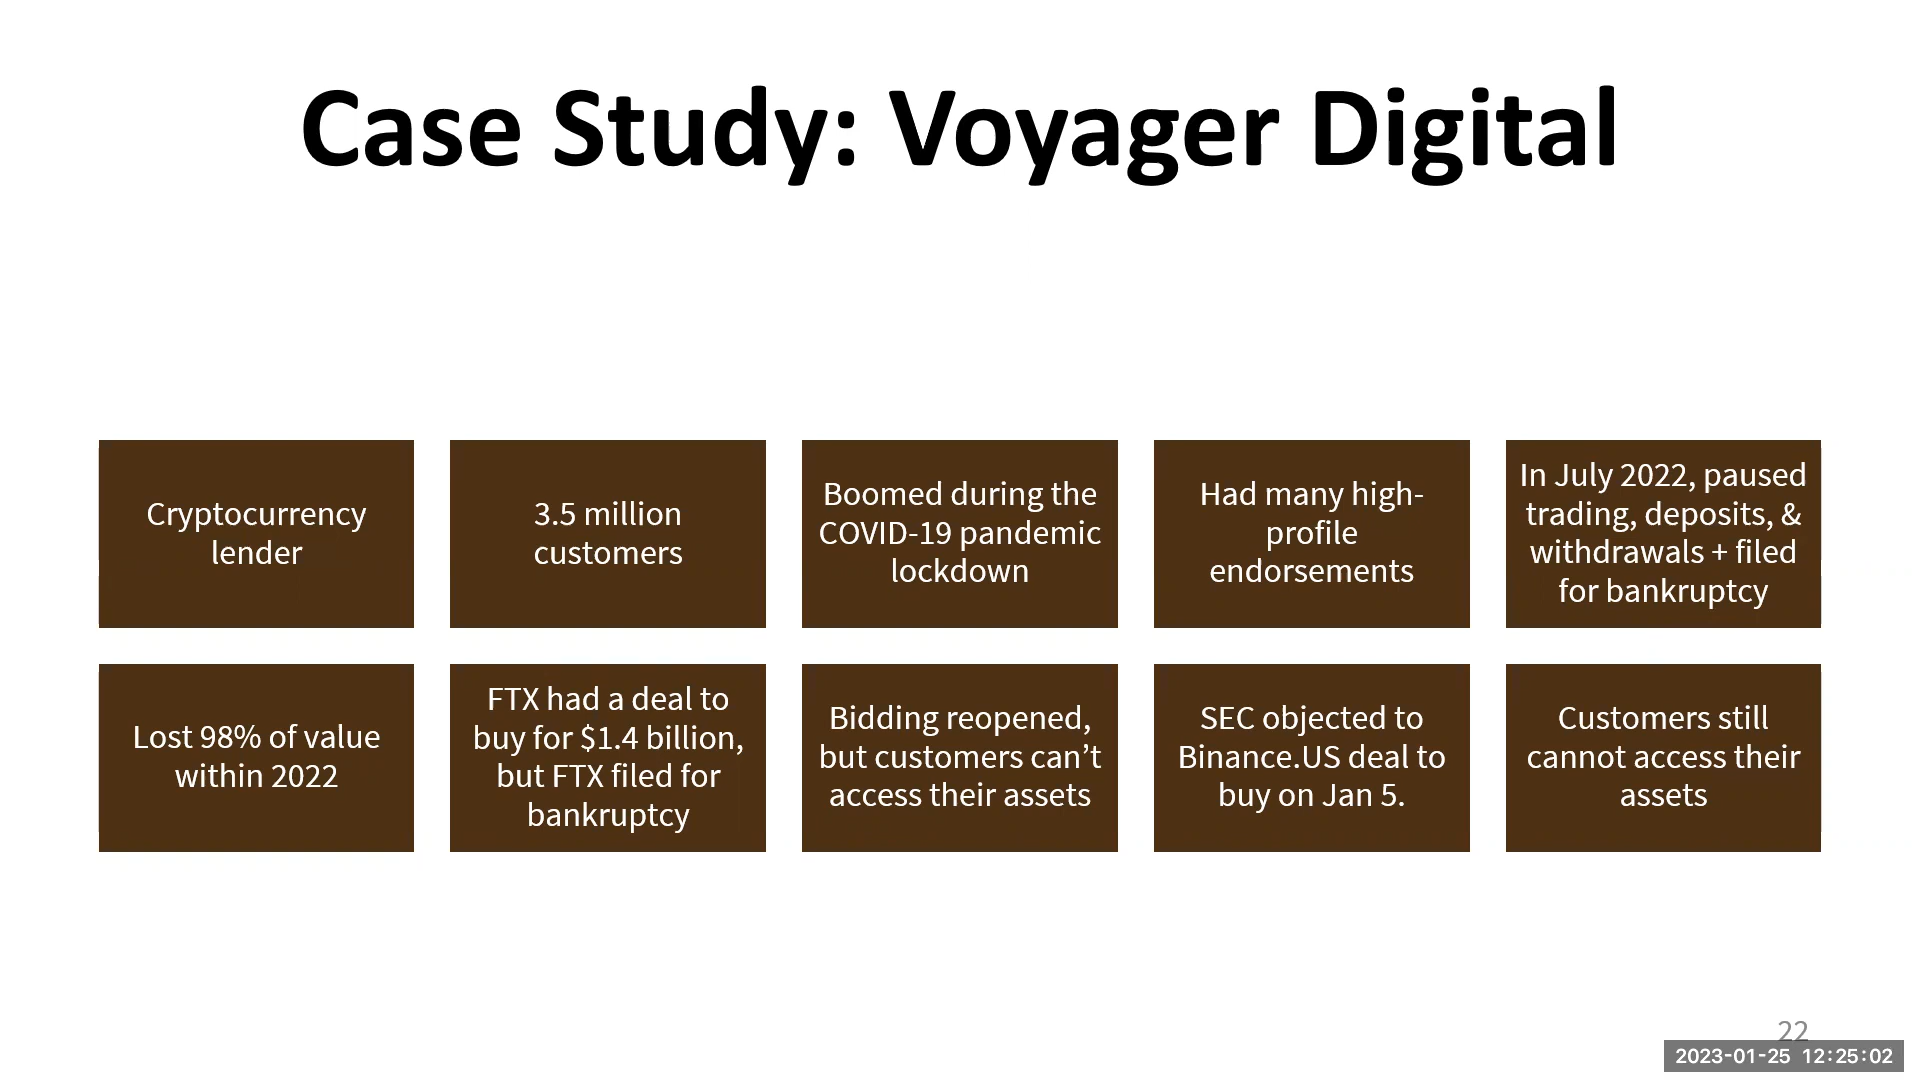 Case Study: Voyager Digital
Cryptocurrency
lender
3.5 million
customers
Boomed during the
COVID-19 pandemic
lockdown
Had many high-
profile
endorsements
In July 2022, paused
trading, deposits, &
withdrawals + filed
for bankruptcy
Lost 98% of value
within 2022
FTX had a deal to
buy for $1.4 billion,
but FTX filed for
bankruptcy
Bidding reopened,
but customers can’t
access their assets
SEC objected to
Binance.US deal to
buy on Jan 5.
Customers still
cannot access their
assets
22
2023-01-25 12:25:02